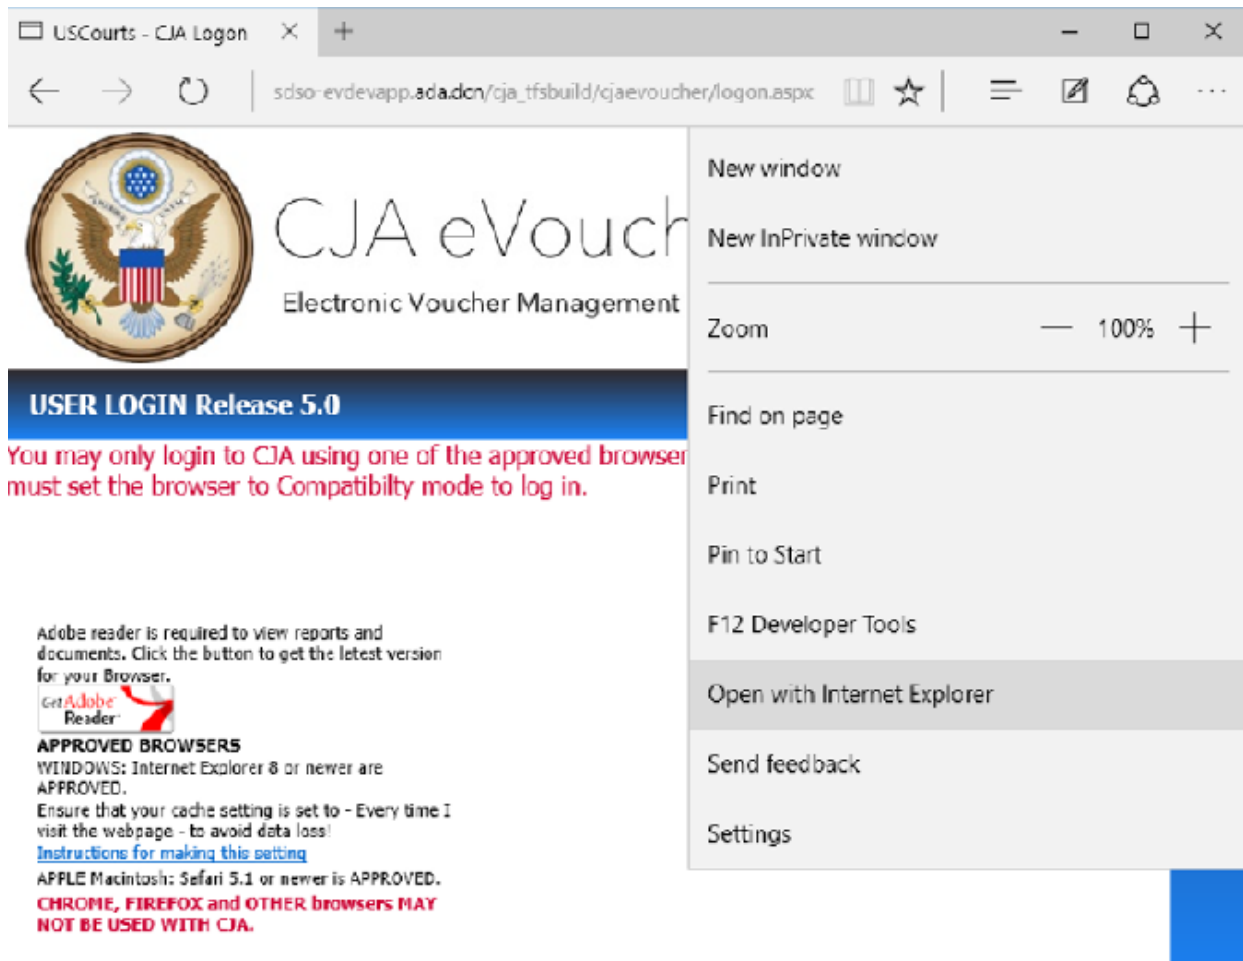 USCourts - CJA Logon
sdso-evdevapp.ada.dcn/cja_tfsbuild/cjaevoucher/logon.aspx
CJA eVouch
Electronic Voucher Management
USER LOGIN Release 5.0
You may only login to CJA using one of the approved browser
must set the browser to Compatibilty mode to log in.
Adobe reader is required to view reports and
documents. Click the button to get the latest version
for your Browser.
Get Adobe
Reader
APPROVED BROWSERS
WINDOWS: Internet Explorer 8 or newer are
APPROVED.
Ensure that your cache setting is set to - Every time I
visit the webpage - to avoid data loss!
Instructions for making this setting
APPLE Macintosh: Safari 5.1 or newer is APPROVED.
CHROME, FIREFOX and OTHER browsers MAY
NOT BE USED WITH CJA.
New window
New InPrivate window
Zoom 100%
Find on page
Print
Pin to Start
F12 Developer Tools
Open with Internet Explorer
Send feedback
Settings